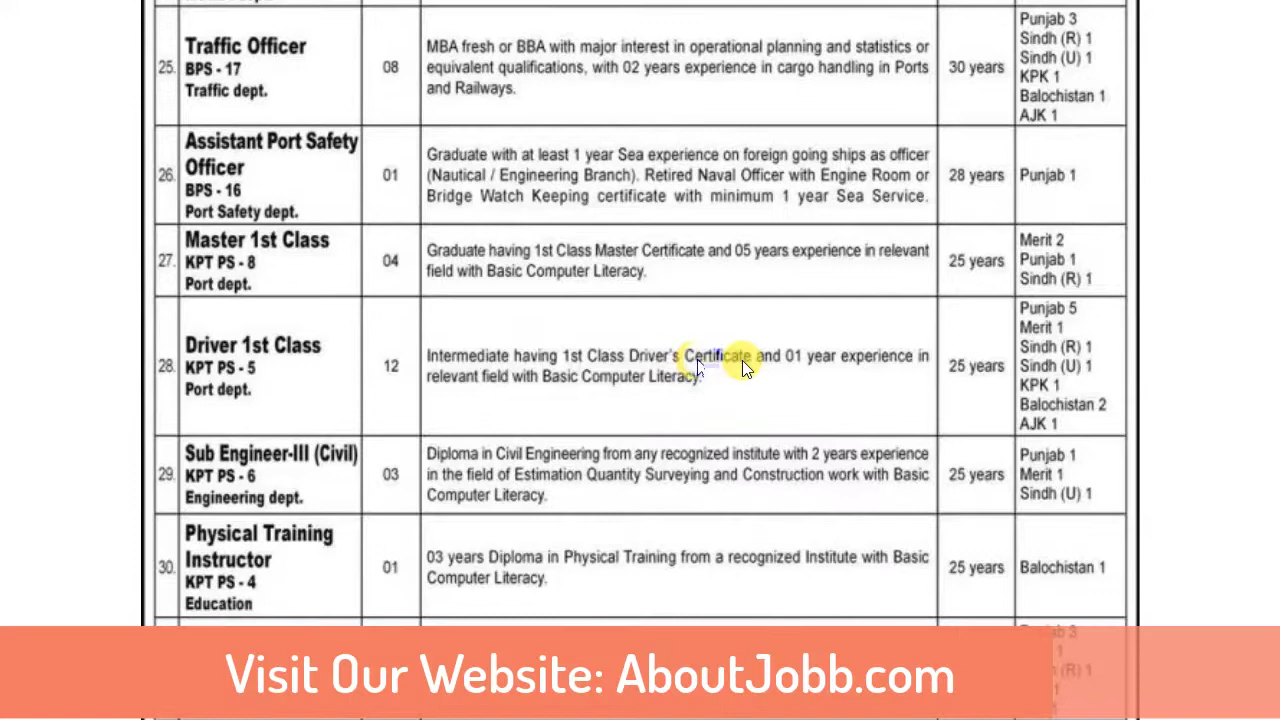 25.
Traffic Officer
BPS - 17
Traffic dept.
08
MBA fresh or BBA with major interest in operational planning and statistics or
equivalent qualifications, with 02 years experience in cargo handling in Ports
and Railways.
30 years
Punjab 3
Sindh (R) 1
Sindh (U) 1
KPK 1
Balochistan 1
AJK 1
26.
Assistant Port Safety
Officer
BPS - 16
Port Safety dept.
01
Graduate with at least 1 year Sea experience on foreign going ships as officer
(Nautical / Engineering Branch). Retired Naval Officer with Engine Room or
Bridge Watch Keeping certificate with minimum 1 year Sea Service.
28 years
Punjab 1
27.
Master 1st Class
KPT PS - 8
Port dept.
04
Graduate having 1st Class Master Certificate and 05 years experience in relevant
field with Basic Computer Literacy.
25 years
Merit 2
Punjab 1
Sindh (R) 1
28.
Driver 1st Class
KPT PS - 5
Port dept.
12
Intermediate having 1st Class Driver's Certificate and 01 year experience in
relevant field with Basic Computer Literacy.
25 years
Punjab 5
Merit 1
Sindh (R) 1
Sindh (U) 1
KPK 1
Balochistan 2
AJK 1
29.
Sub Engineer-III (Civil)
KPT PS - 6
Engineering dept.
03
Diploma in Civil Engineering from any recognized institute with 2 years experience
in the field of Estimation Quantity Surveying and Construction work with Basic
Computer Literacy.
25 years
Punjab 1
Merit 1
Sindh (U) 1
30.
Physical Training
Instructor
KPT PS - 4
Education
01
03 years Diploma in Physical Training from a recognized Institute with Basic
Computer Literacy.
25 years
Balochistan 1
Punjab 3
Visit Our Website: AboutJobb.com